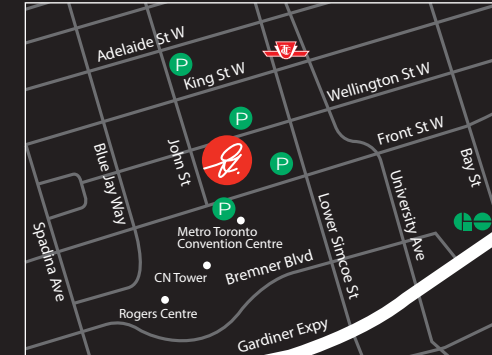 Adelaide St W
P
King St W
Wellington St W
P
Front St W
John St
Blue Jay Way
P
Bay St
University Ave
Lower Simcoe St
Spadina Ave
P
Metro Toronto
Convention Centre
CN Tower
Bremner Blvd
Rogers Centre
Gardiner Expy